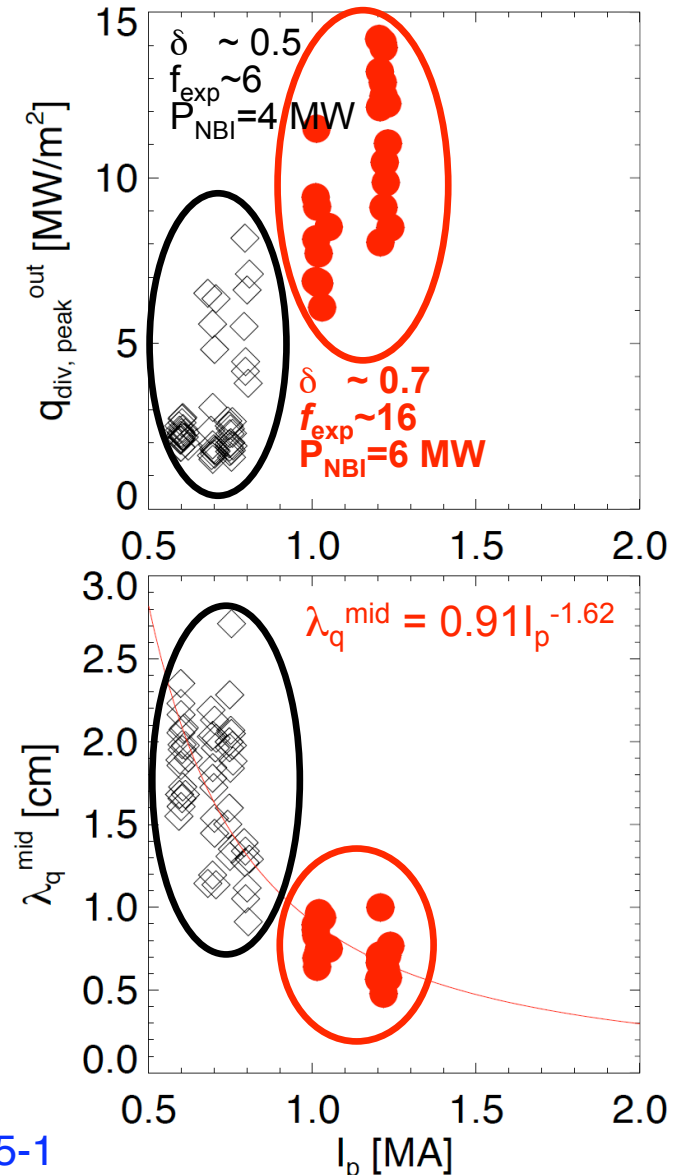 15
δ ~ 0.5
f_exp~6
P_NBI=4 MW
10
5
0
q_div, peak^out [MW/m²]
δ ~ 0.7
f_exp~16
P_NBI=6 MW
0.5 1.0 1.5 2.0
3.0
λ_q^mid = 0.91I_p^-1.62
2.5
2.0
1.5
1.0
0.5
0.0
λ_q^mid [cm]
0.5 1.0 1.5 2.0
5-1
I_p [MA]